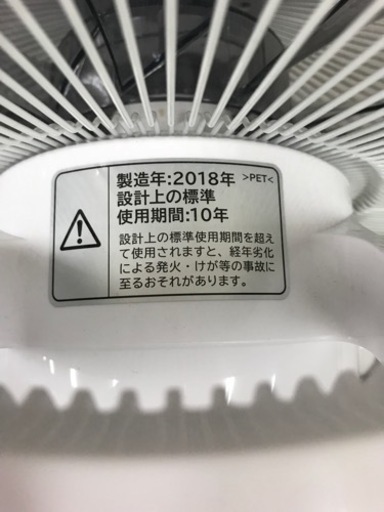 製造年:2018年 >PET<
設計上の標準
使用期間:10年
設計上の標準使用期間を超え
て使用されますと、経年劣化
による発火・けが等の事故に
至るおそれがあります。